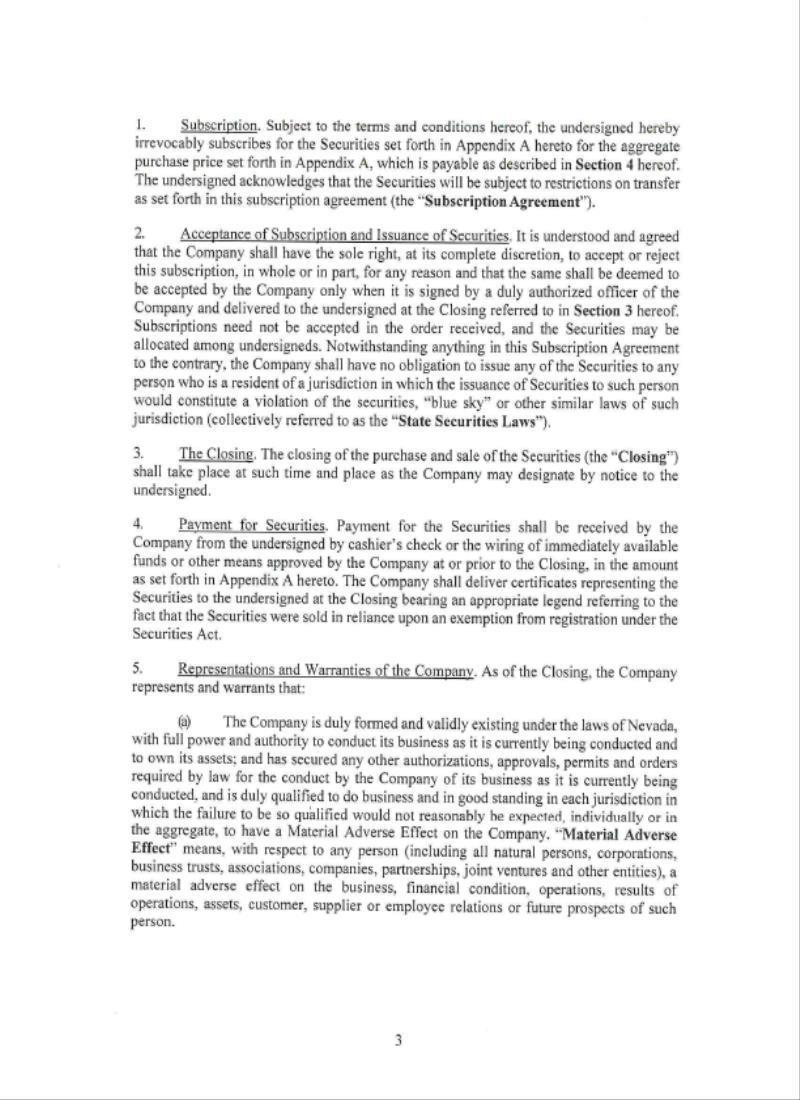 1. Subscription. Subject to the terms and conditions hereof, the undersigned hereby
irrevocably subscribes for the Securities set forth in Appendix A hereto for the aggregate
purchase price set forth in Appendix A, which is payable as described in Section 4 hereof.
The undersigned acknowledges that the Securities will be subject to restrictions on transfer
as set forth in this subscription agreement (the “Subscription Agreement”).
2. Acceptance of Subscription and Issuance of Securities. It is understood and agreed
that the Company shall have the sole right, at its complete discretion, to accept or reject
this subscription, in whole or in part, for any reason and that the same shall be deemed to
be accepted by the Company only when it is signed by a duly authorized officer of the
Company and delivered to the undersigned at the Closing referred to in Section 3 hereof.
Subscriptions need not be accepted in the order received, and the Securities may be
allocated among undersigneds. Notwithstanding anything in this Subscription Agreement
to the contrary, the Company shall have no obligation to issue any of the Securities to any
person who is a resident of a jurisdiction in which the issuance of Securities to such person
would constitute a violation of the securities, “blue sky” or other similar laws of such
jurisdiction (collectively referred to as the “State Securities Laws”).
3. The Closing. The closing of the purchase and sale of the Securities (the “Closing”)
shall take place at such time and place as the Company may designate by notice to the
undersigned.
4. Payment for Securities. Payment for the Securities shall be received by the
Company from the undersigned by cashier’s check or the wiring of immediately available
funds or other means approved by the Company at or prior to the Closing, in the amount
as set forth in Appendix A hereto. The Company shall deliver certificates representing the
Securities to the undersigned at the Closing bearing an appropriate legend referring to the
fact that the Securities were sold in reliance upon an exemption from registration under the
Securities Act.
5. Representations and Warranties of the Company. As of the Closing, the Company
represents and warrants that:
(a) The Company is duly formed and validly existing under the laws of Nevada,
with full power and authority to conduct its business as it is currently being conducted and
to own its assets; and has secured any other authorizations, approvals, permits and orders
required by law for the conduct by the Company of its business as it is currently being
conducted, and is duly qualified to do business and in good standing in each jurisdiction in
which the failure to be so qualified would not reasonably be expected, individually or in
the aggregate, to have a Material Adverse Effect on the Company. “Material Adverse
Effect” means, with respect to any person (including all natural persons, corporations,
business trusts, associations, companies, partnerships, joint ventures and other entities), a
material adverse effect on the business, financial condition, operations, results of
operations, assets, customer, supplier or employee relations or future prospects of such
person.
3